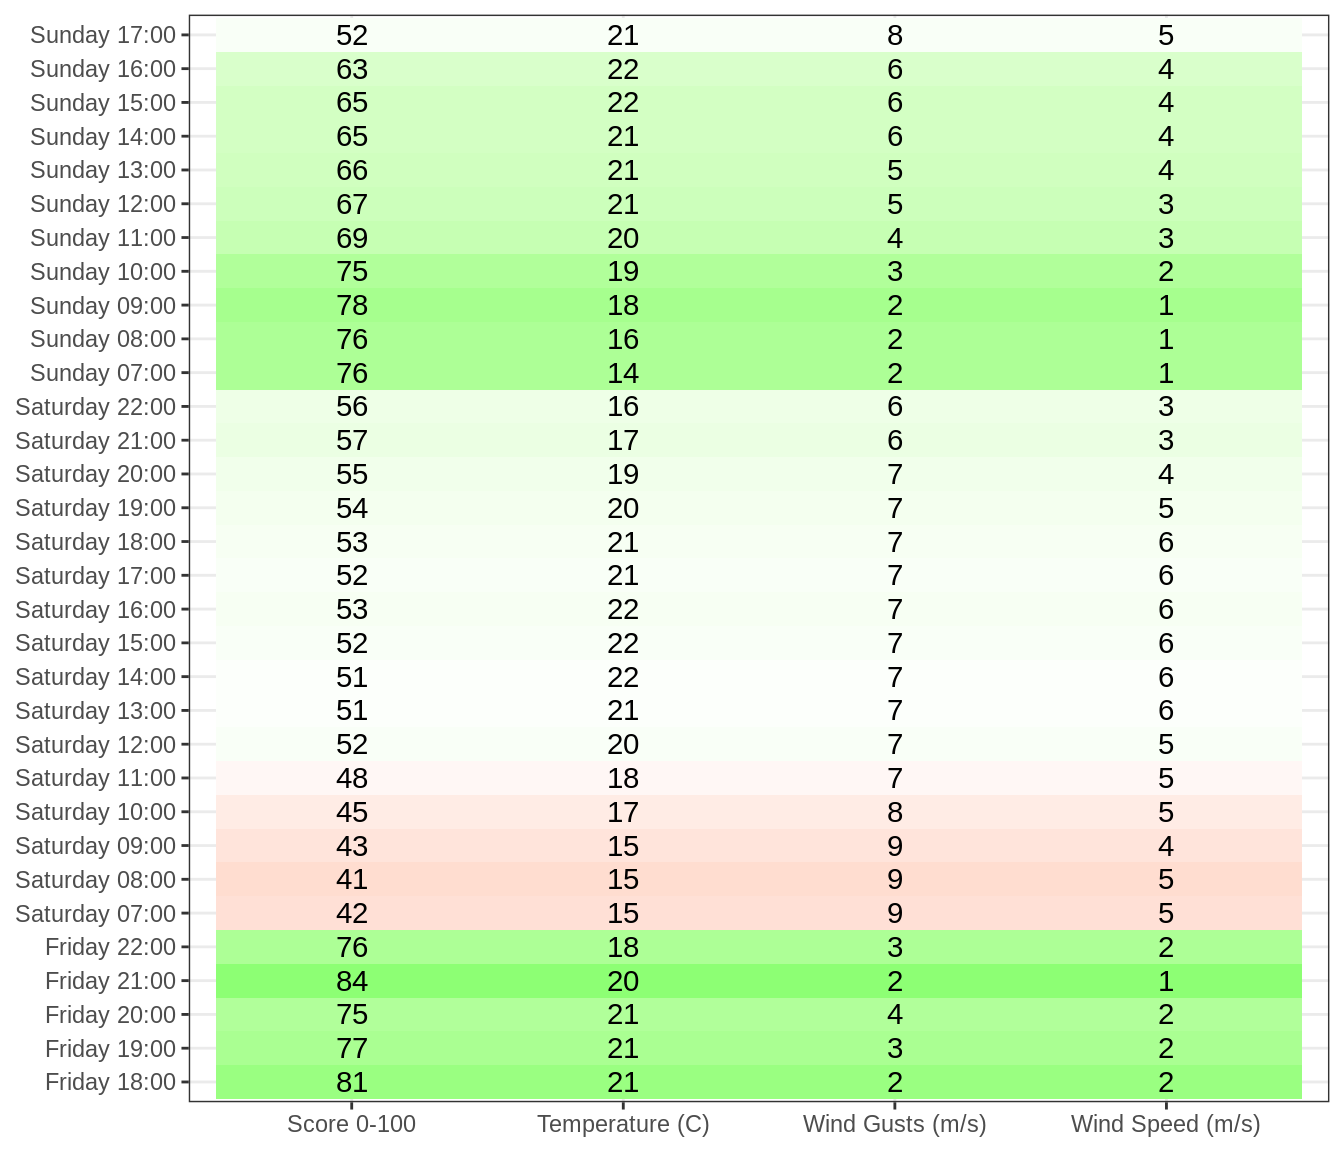 Sunday 17:00 52 21 8 5
Sunday 16:00 63 22 6 4
Sunday 15:00 65 22 6 4
Sunday 14:00 65 21 6 4
Sunday 13:00 66 21 5 4
Sunday 12:00 67 21 5 3
Sunday 11:00 69 20 4 3
Sunday 10:00 75 19 3 2
Sunday 09:00 78 18 2 1
Sunday 08:00 76 16 2 1
Sunday 07:00 76 14 2 1
Saturday 22:00 56 16 6 3
Saturday 21:00 57 17 6 3
Saturday 20:00 55 19 7 4
Saturday 19:00 54 20 7 5
Saturday 18:00 53 21 7 6
Saturday 17:00 52 21 7 6
Saturday 16:00 53 22 7 6
Saturday 15:00 52 22 7 6
Saturday 14:00 51 22 7 6
Saturday 13:00 51 21 7 6
Saturday 12:00 52 20 7 5
Saturday 11:00 48 18 7 5
Saturday 10:00 45 17 8 5
Saturday 09:00 43 15 9 4
Saturday 08:00 41 15 9 5
Saturday 07:00 42 15 9 5
Friday 22:00 76 18 3 2
Friday 21:00 84 20 2 1
Friday 20:00 75 21 4 2
Friday 19:00 77 21 3 2
Friday 18:00 81 21 2 2
Score 0-100 Temperature (C) Wind Gusts (m/s) Wind Speed (m/s)